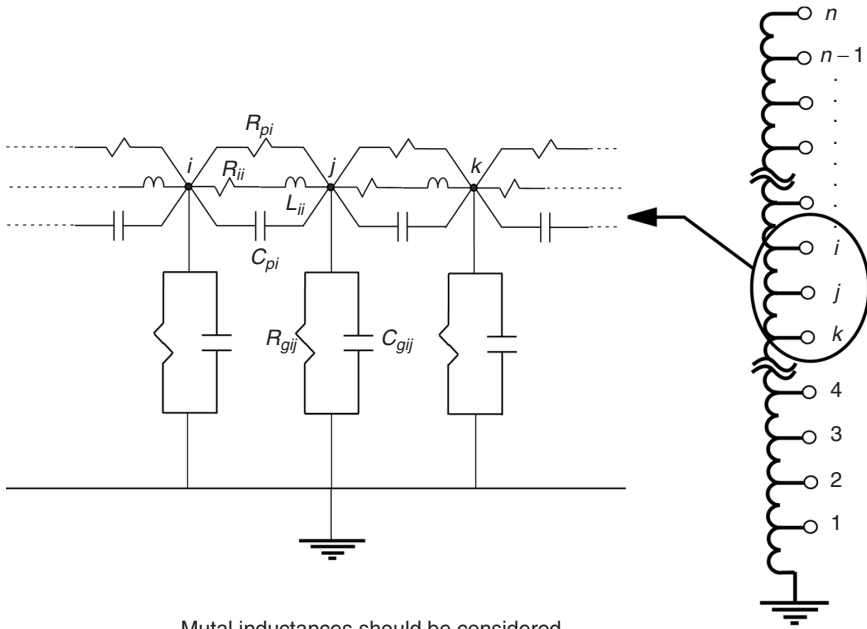 n
n – 1
.
.
.
.
.
.
.
.
i
j
k
4
3
2
1
R_pi
i
R_ii
j
k
L_ii
C_pi
R_gij
C_gij
Mutal inductances should be considered